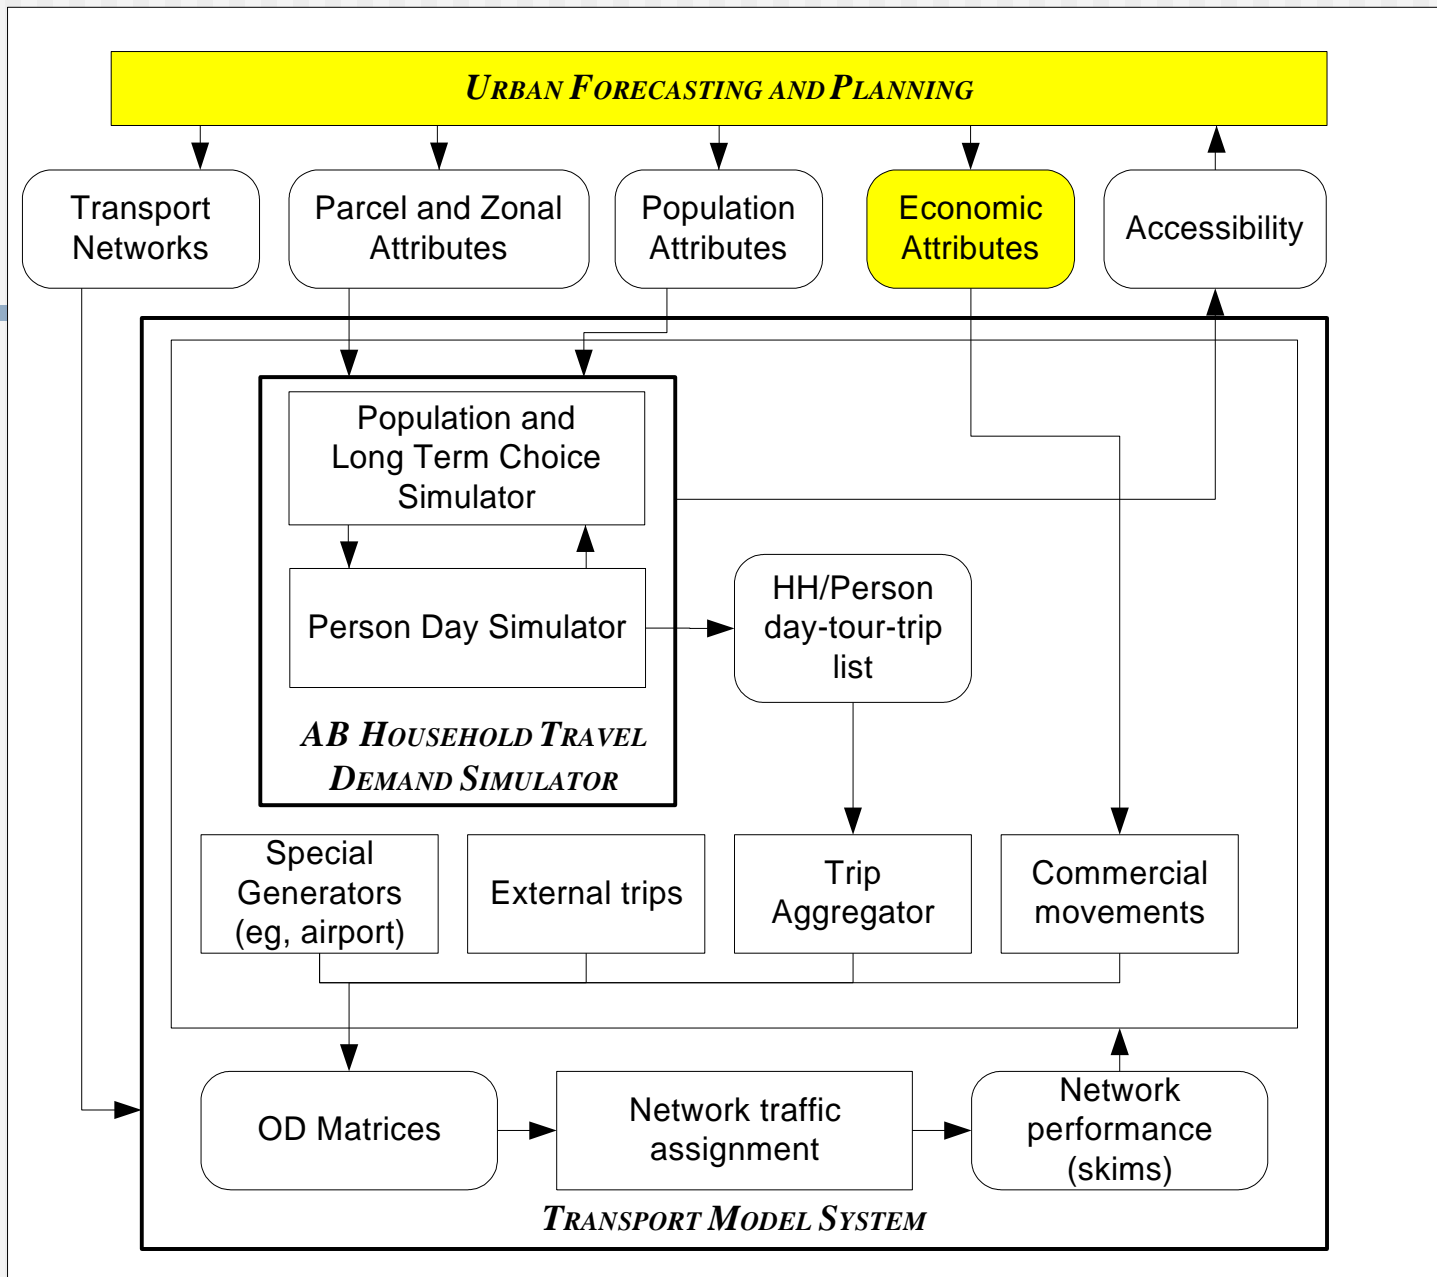 URBAN FORECASTING AND PLANNING
Transport
Networks
Parcel and Zonal
Attributes
Population
Attributes
Economic
Attributes
Accessibility
Population and
Long Term Choice
Simulator
Person Day Simulator
HH/Person
day-tour-trip
list
AB HOUSEHOLD TRAVEL
DEMAND SIMULATOR
Special
Generators
(eg, airport)
External trips
Trip
Aggregator
Commercial
movements
OD Matrices
Network traffic
assignment
Network
performance
(skims)
TRANSPORT MODEL SYSTEM